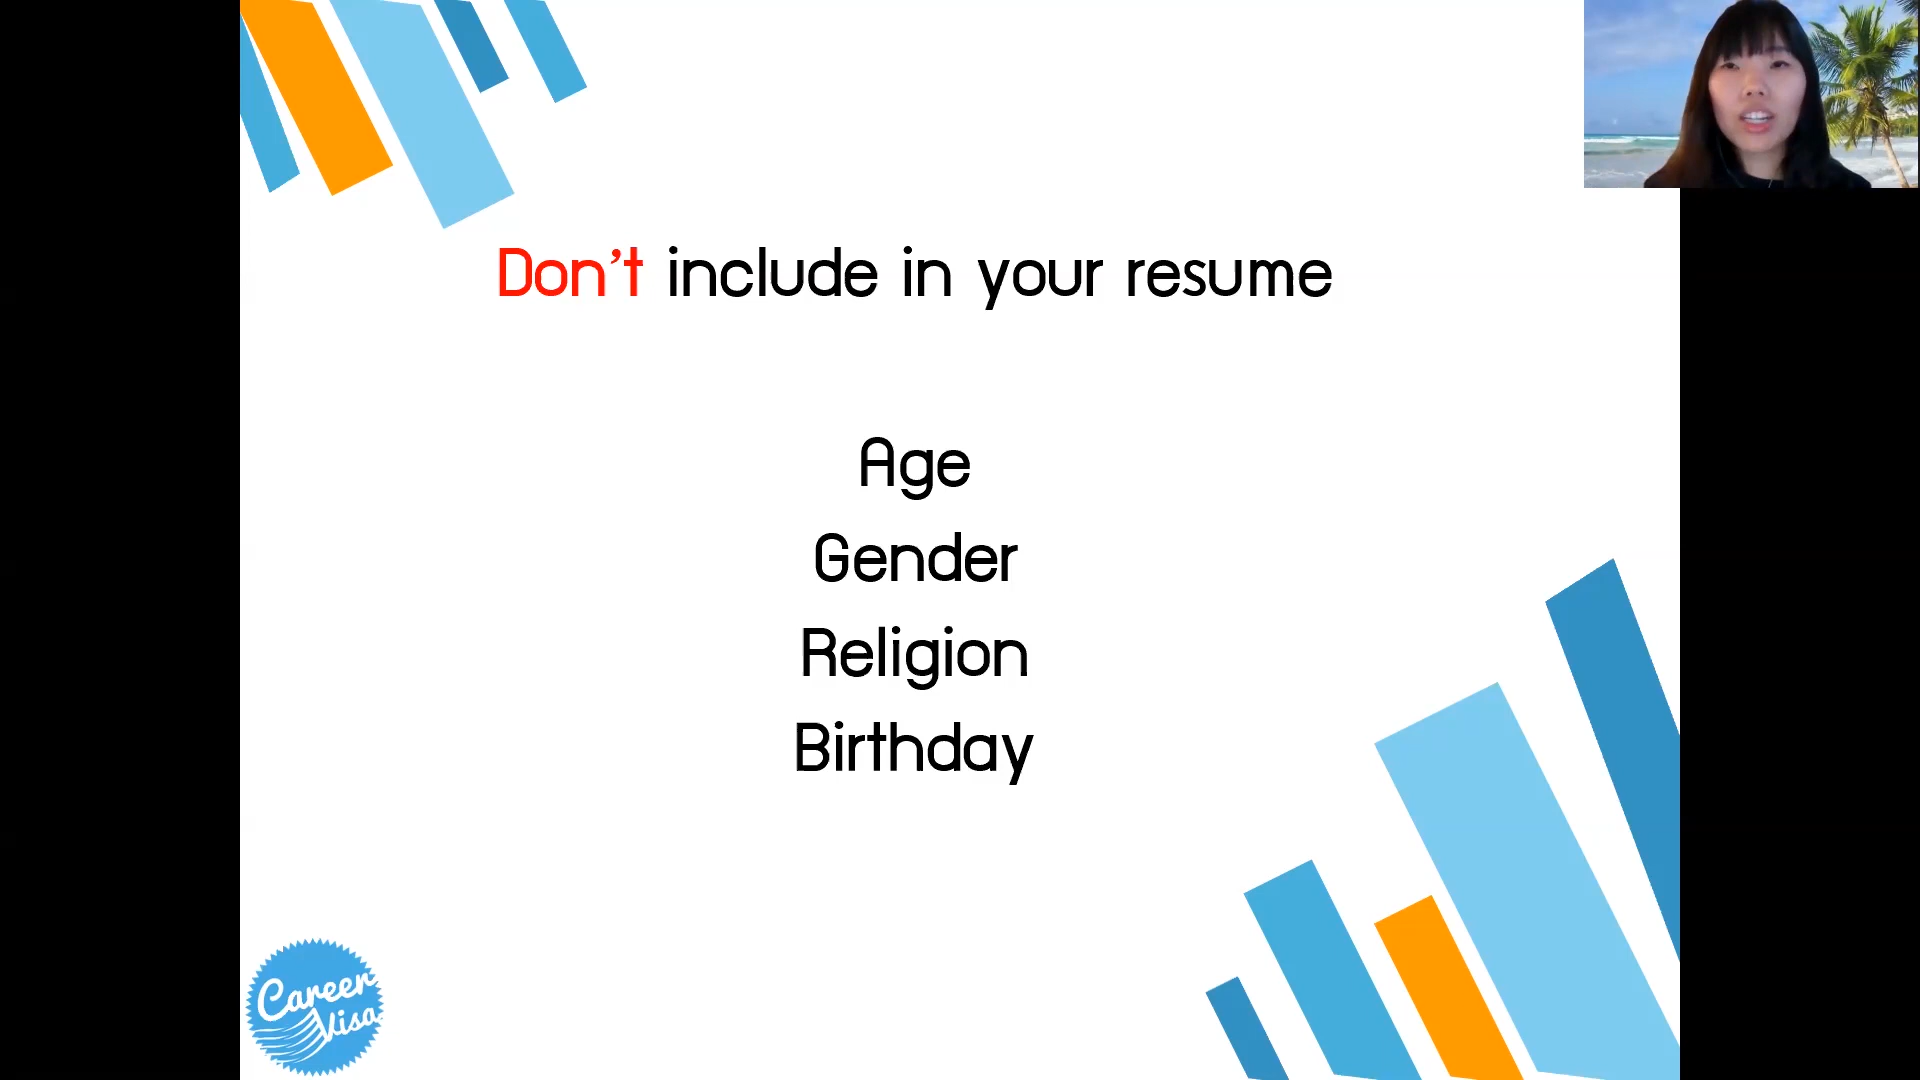 Don't include in your resume
Age
Gender
Religion
Birthday
Career
Visa